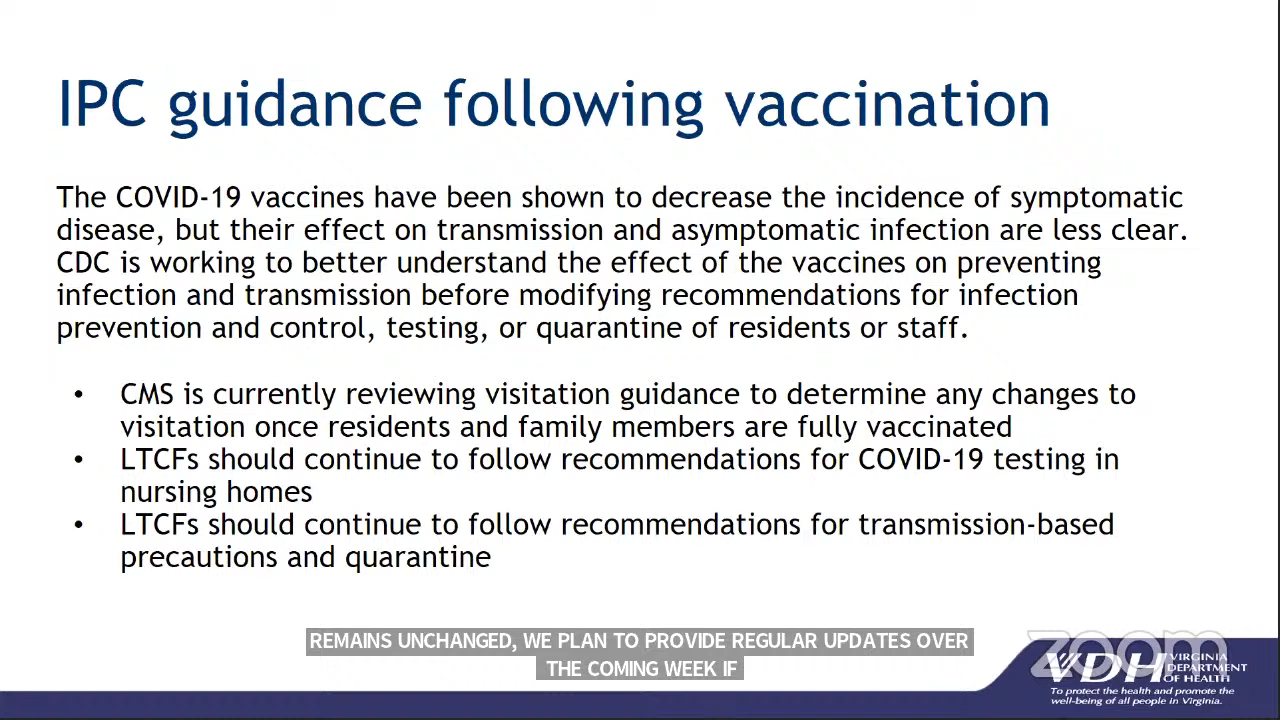 IPC guidance following vaccination
The COVID-19 vaccines have been shown to decrease the incidence of symptomatic
disease, but their effect on transmission and asymptomatic infection are less clear.
CDC is working to better understand the effect of the vaccines on preventing
infection and transmission before modifying recommendations for infection
prevention and control, testing, or quarantine of residents or staff.
• CMS is currently reviewing visitation guidance to determine any changes to
visitation once residents and family members are fully vaccinated
• LTCFs should continue to follow recommendations for COVID-19 testing in
nursing homes
• LTCFs should continue to follow recommendations for transmission-based
precautions and quarantine
REMAINS UNCHANGED, WE PLAN TO PROVIDE REGULAR UPDATES OVER
THE COMING WEEK IF
zoom
VDH VIRGINIA
DEPARTMENT
OF HEALTH
To protect the health and promote the
well-being of all people in Virginia.